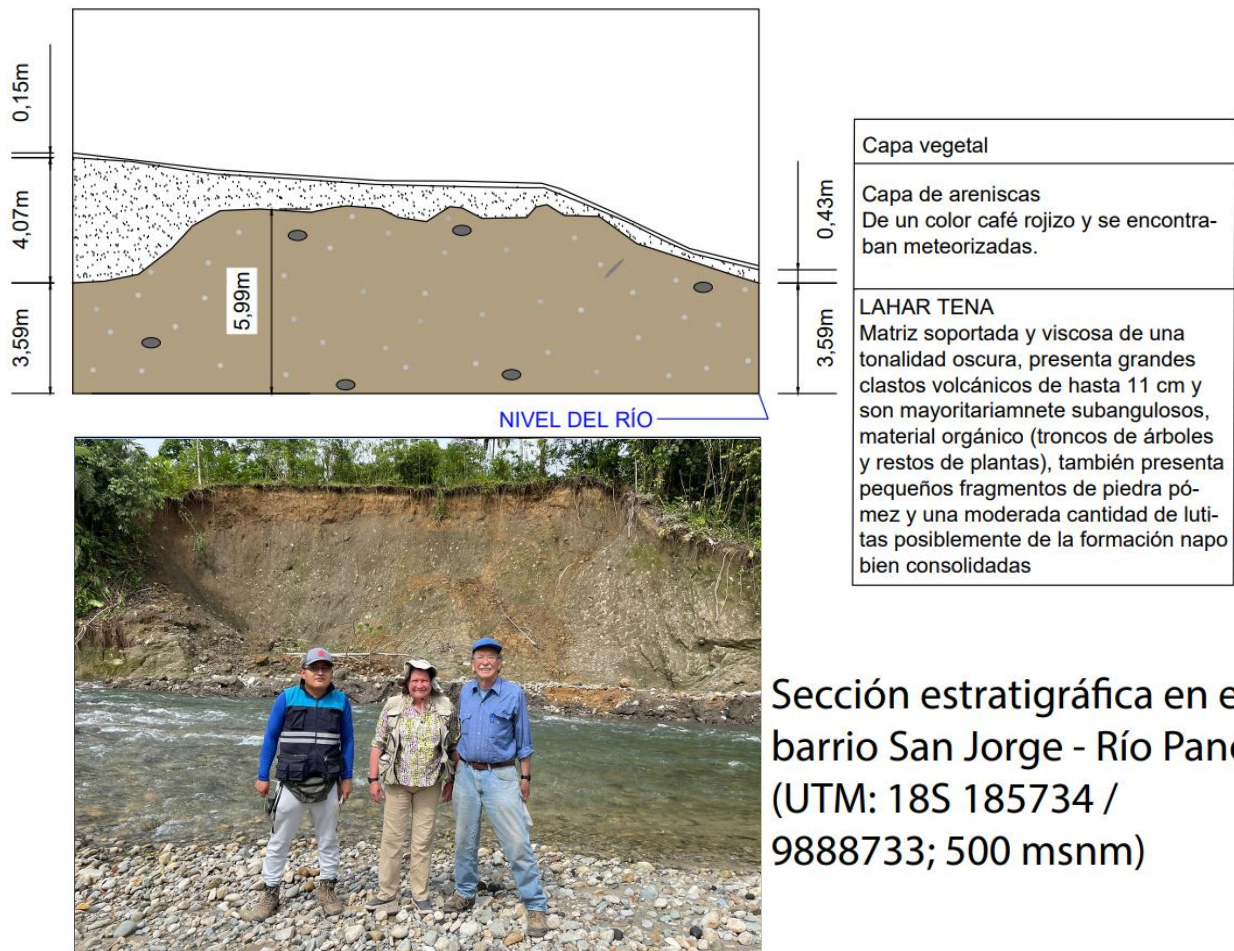 0,15m
4,07m
3,59m
5,99m
0,43m
3,59m
NIVEL DEL RÍO
Capa vegetal
Capa de areniscas
De un color café rojizo y se encontra-
ban meteorizadas.
LAHAR TENA
Matriz soportada y viscosa de una
tonalidad oscura, presenta grandes
clastos volcánicos de hasta 11 cm y
son mayoritariamnete subangulosos,
material orgánico (troncos de árboles
y restos de plantas), también presenta
pequeños fragmentos de piedra pó-
mez y una moderada cantidad de luti-
tas posiblemente de la formación napo
bien consolidadas
Sección estratigráfica en
barrio San Jorge - Río
(UTM: 18S 185734 /
9888733; 500 msnm)